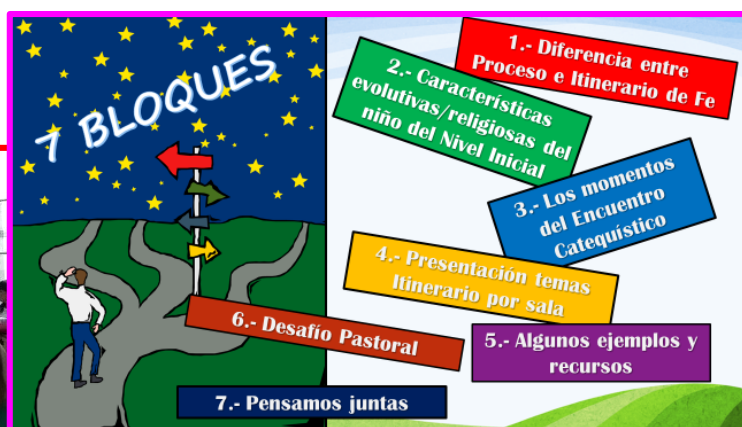 7 BLOQUES
1.- Diferencia entre
Proceso e Itinerario de Fe
2.- Características
evolutivas/religiosas del
niño del Nivel Inicial
3.- Los momentos
del Encuentro
Catequístico
4.- Presentación temas
Itinerario por sala
5.- Algunos ejemplos y
recursos
6.- Desafío Pastoral
7.- Pensamos juntas